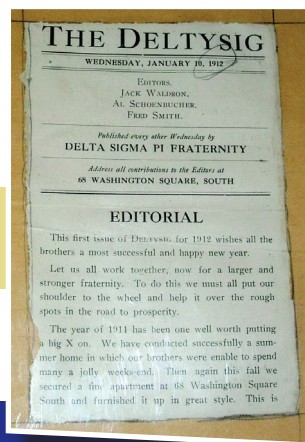 THE DELTYSIG
WEDNESDAY, JANUARY 10, 1912
EDITORS.
JACK WALDRON,
AL SCHOENBUCHER,
FRED SMITH.
Published every other Wednesday by
DELTA SIGMA PI FRATERNITY
Address all contributions to the Editors at
68 WASHINGTON SQUARE, SOUTH
EDITORIAL
This first issue of DELTYSIG for 1912 wishes all the
brothers a most successful and happy new year.
Let us all work together, now for a larger and
stronger fraternity. To do this we must all put our
shoulder to the wheel and help it over the rough
spots in the road to prosperity.
The year of 1911 has been one well worth putting
a big X on. We have conducted successfully a sum-
mer home in which our brothers were enable to spend
many a jolly weeks-end. Then again this fall we
secured a fine apartment at 68 Washington Square
South and furnished it up in great style. This is